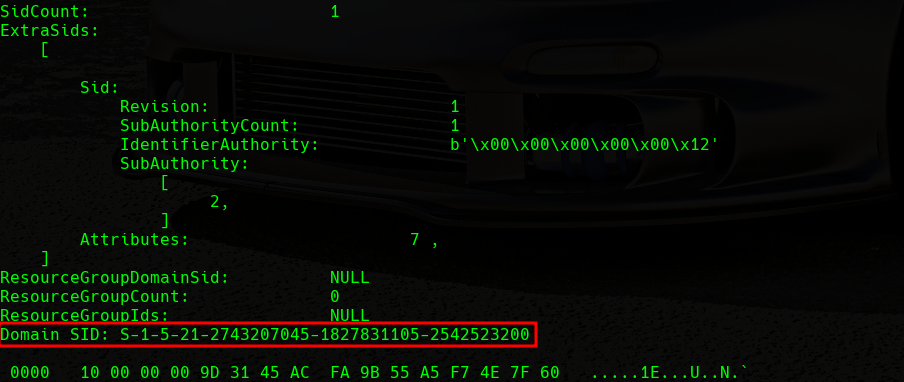 SidCount: 1
ExtraSids:
[
Sid:
Revision: 1
SubAuthorityCount: 1
IdentifierAuthority: b'\x00\x00\x00\x00\x00\x12'
SubAuthority:
[
2,
]
Attributes: 7 ,
]
ResourceGroupDomainSid: NULL
ResourceGroupCount: 0
ResourceGroupIds: NULL
Domain SID: S-1-5-21-2743207045-1827831105-2542523200
0000 10 00 00 00 9D 31 45 AC FA 9B 55 A5 F7 4E 7F 60 .....1E...U..N.`